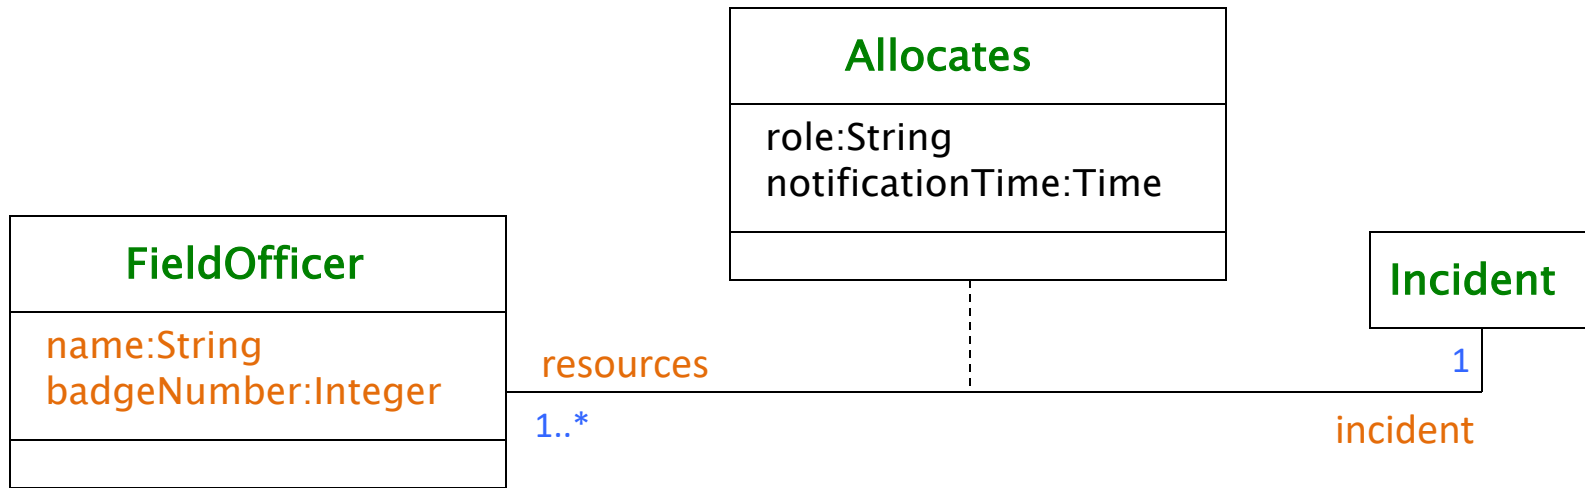 Allocates
role:String
notificationTime:Time
FieldOfficer
name:String
badgeNumber:Integer
Incident
resources
1
1..*
incident